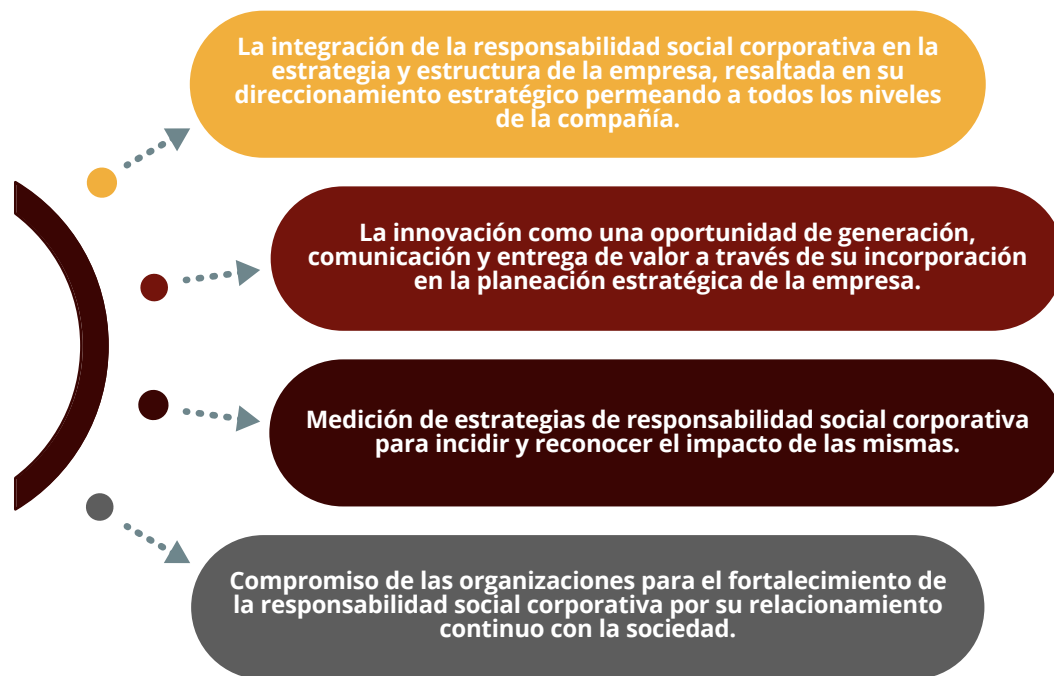 La integración de la responsabilidad social corporativa en la
estrategia y estructura de la empresa, resaltada en su
direccionamiento estratégico permeando a todos los niveles
de la compañía.
La innovación como una oportunidad de generación,
comunicación y entrega de valor a través de su incorporación
en la planeación estratégica de la empresa.
Medición de estrategias de responsabilidad social corporativa
para incidir y reconocer el impacto de las mismas.
Compromiso de las organizaciones para el fortalecimiento de
la responsabilidad social corporativa por su relacionamiento
continuo con la sociedad.